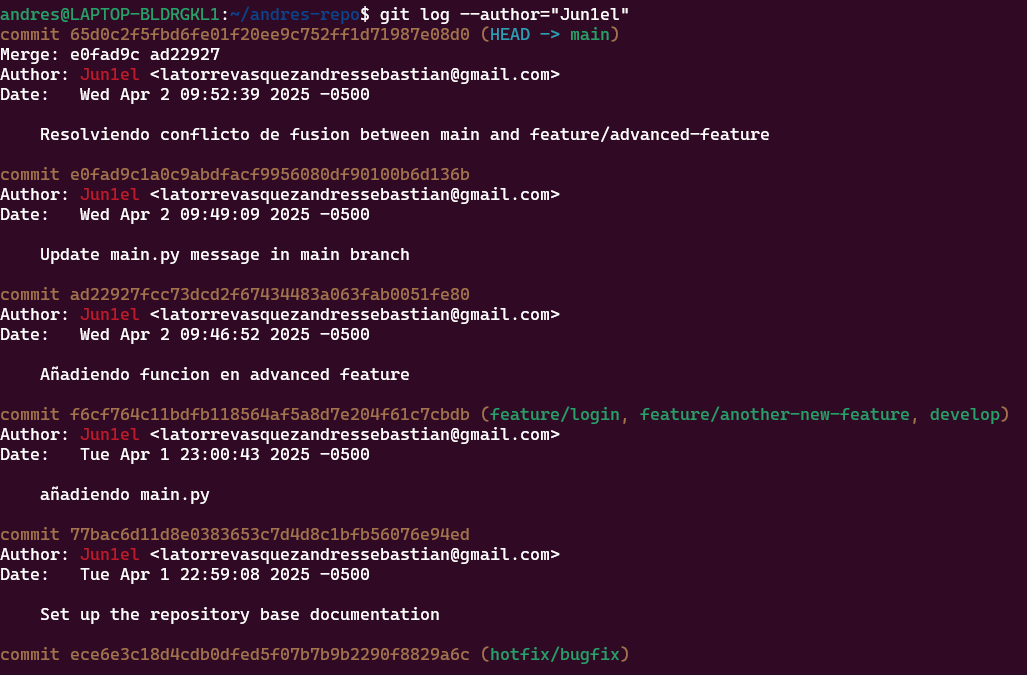 andres@LAPTOP-BLDRGKL1:~/andres-repo$ git log --author="Jun1el"
commit 65d0c2f5fbd6fe01f20ee9c752ff1d71987e08d0 (HEAD -> main)
Merge: e0fad9c ad22927
Author: Jun1el <latorrevasquezandressebastian@gmail.com>
Date:   Wed Apr 2 09:52:39 2025 -0500

    Resolviendo conflicto de fusion between main and feature/advanced-feature

commit e0fad9c1a0c9abdfacf9956080df90100b6d136b
Author: Jun1el <latorrevasquezandressebastian@gmail.com>
Date:   Wed Apr 2 09:49:09 2025 -0500

    Update main.py message in main branch

commit ad22927fcc73dcd2f67434483a063fab0051fe80
Author: Jun1el <latorrevasquezandressebastian@gmail.com>
Date:   Wed Apr 2 09:46:52 2025 -0500

    Añadiendo funcion en advanced feature

commit f6cf764c11bdfb118564af5a8d7e204f61c7cbdb (feature/login, feature/another-new-feature, develop)
Author: Jun1el <latorrevasquezandressebastian@gmail.com>
Date:   Tue Apr 1 23:00:43 2025 -0500

    añadiendo main.py

commit 77bac6d11d8e0383653c7d4d8c1bfb56076e94ed
Author: Jun1el <latorrevasquezandressebastian@gmail.com>
Date:   Tue Apr 1 22:59:08 2025 -0500

    Set up the repository base documentation

commit ece6e3c18d4cdb0dfed5f07b7b9b2290f8829a6c (hotfix/bugfix)